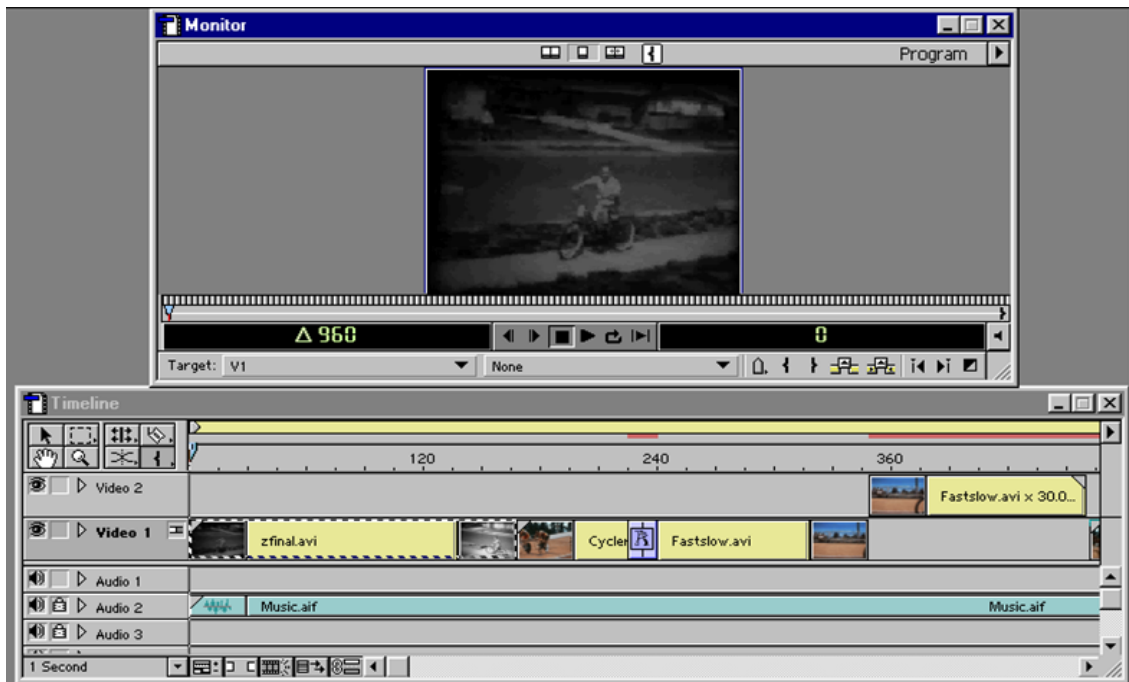 Monitor
Program
Δ 960
0
Target: V1
None
Timeline
120
240
360
Video 2
Fastslow.avi x 30.0...
Video 1
zfinal.avi
Cycler
Fastslow.avi
Audio 1
Audio 2
Music.aif
Music.aif
Audio 3
1 Second